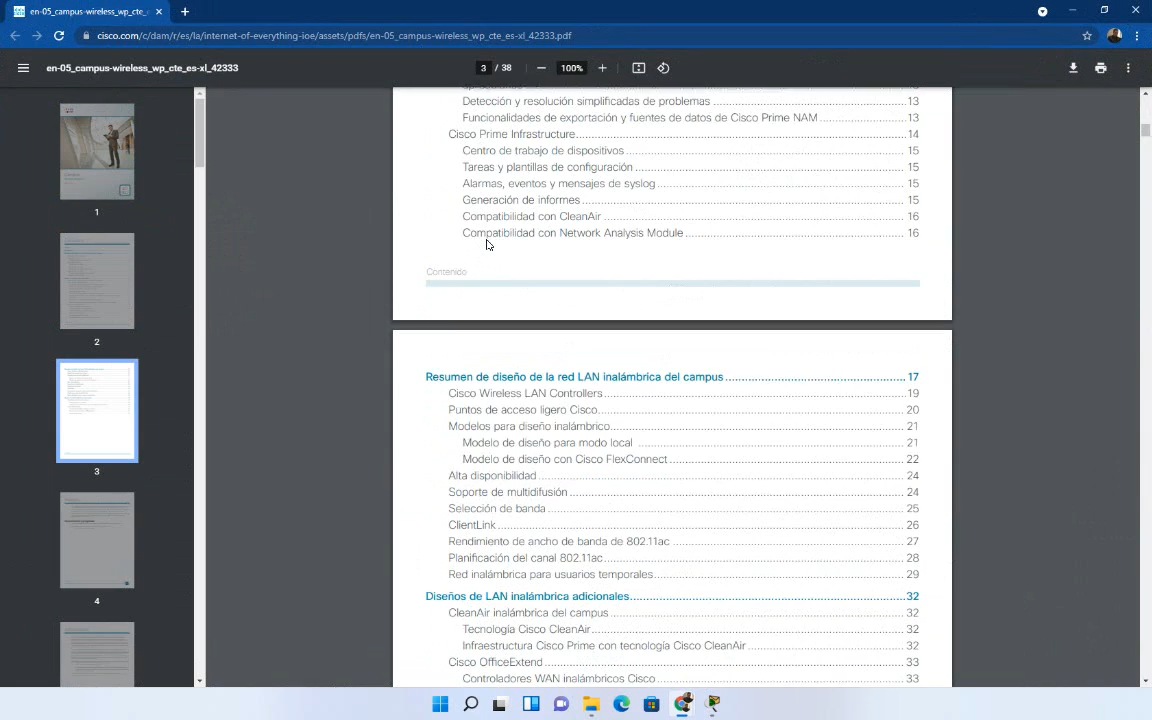 en-05_campus-wireless_wp_cte_
cisco.com/c/dam/r/es/la/internet-of-everything-ioe/assets/pdfs/en-05_campus-wireless_wp_cte_es-xl_42333.pdf
en-05_campus-wireless_wp_cte_es-xl_42333
3 / 38
100%
Detección y resolución simplificadas de problemas 13
Funcionalidades de exportación y fuentes de datos de Cisco Prime NAM 13
Cisco Prime Infrastructure 14
Centro de trabajo de dispositivos 15
Tareas y plantillas de configuración 15
Alarmas, eventos y mensajes de syslog 15
Generación de informes 15
Compatibilidad con CleanAir 16
Compatibilidad con Network Analysis Module 16
Contenido
Resumen de diseño de la red LAN inalámbrica del campus 17
Cisco Wireless LAN Controllers 19
Puntos de acceso ligero Cisco 20
Modelos para diseño inalámbrico 21
Modelo de diseño para modo local 21
Modelo de diseño con Cisco FlexConnect 22
Alta disponibilidad 24
Soporte de multidifusión 24
Selección de banda 25
ClientLink 26
Rendimiento de ancho de banda de 802.11ac 27
Planificación del canal 802.11ac 28
Red inalámbrica para usuarios temporales 29
Diseños de LAN inalámbrica adicionales 32
CleanAir inalámbrica del campus 32
Tecnología Cisco CleanAir 32
Infraestructura Cisco Prime con tecnología Cisco CleanAir 32
Cisco OfficeExtend 33
Controladores WAN inalámbricos Cisco 33
1
2
3
4